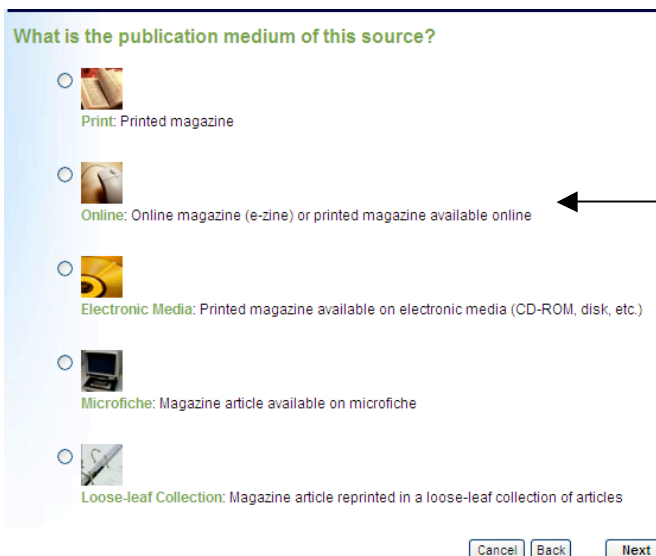 What is the publication medium of this source?
Print: Printed magazine
Online: Online magazine (e-zine) or printed magazine available online
Electronic Media: Printed magazine available on electronic media (CD-ROM, disk, etc.)
Microfiche: Magazine article available on microfiche
Loose-leaf Collection: Magazine article reprinted in a loose-leaf collection of articles
Cancel Back Next